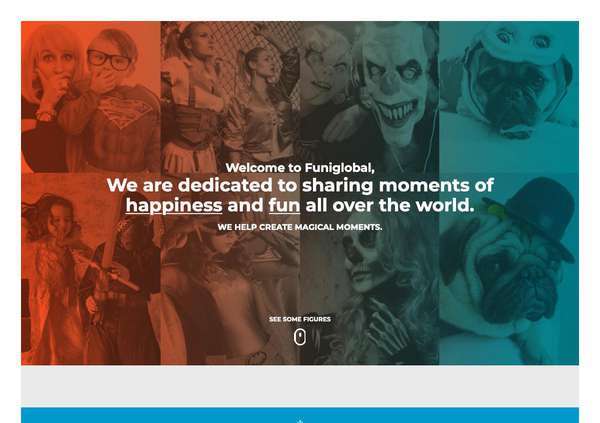 Welcome to Funiglobal,
We are dedicated to sharing moments of
happiness and fun all over the world.
WE HELP CREATE MAGICAL MOMENTS.
SEE SOME FIGURES